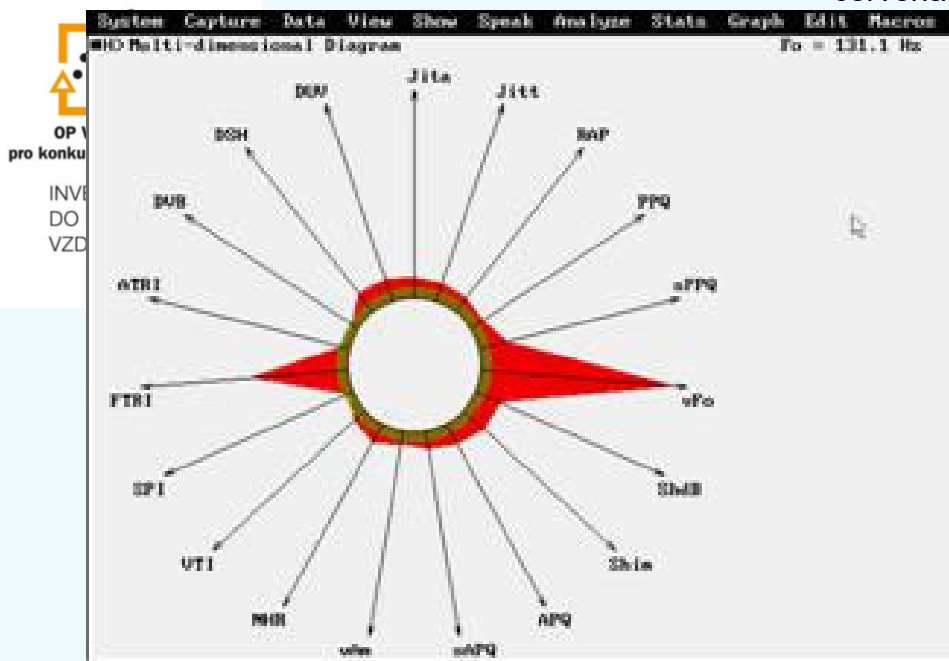 System Capture Data View Show Speak Analyze Stats Graph Edit Macros
Multi-dimensional Diagram
Fo = 131.1 Hz
OP
pro konku
INVE
DO
VZD
Jita
Jitt
RAP
PPQ
sPPQ
vFo
ShdB
Shim
APQ
sAPQ
vAm
NHR
VTI
SPI
FTRI
ATRI
DVB
DSH
DUV